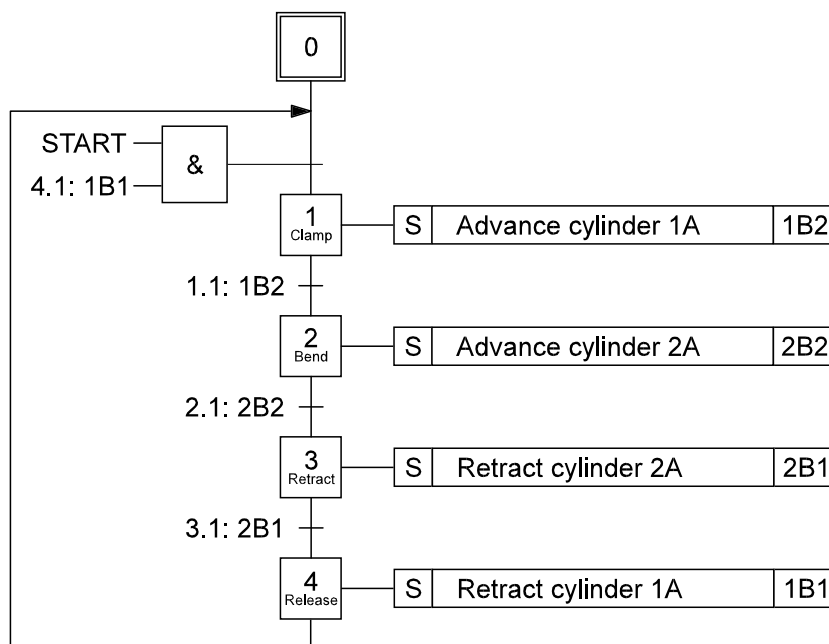 0
START
&
4.1: 1B1
1
Clamp
S Advance cylinder 1A 1B2
1.1: 1B2
2
Bend
S Advance cylinder 2A 2B2
2.1: 2B2
3
Retract
S Retract cylinder 2A 2B1
3.1: 2B1
4
Release
S Retract cylinder 1A 1B1